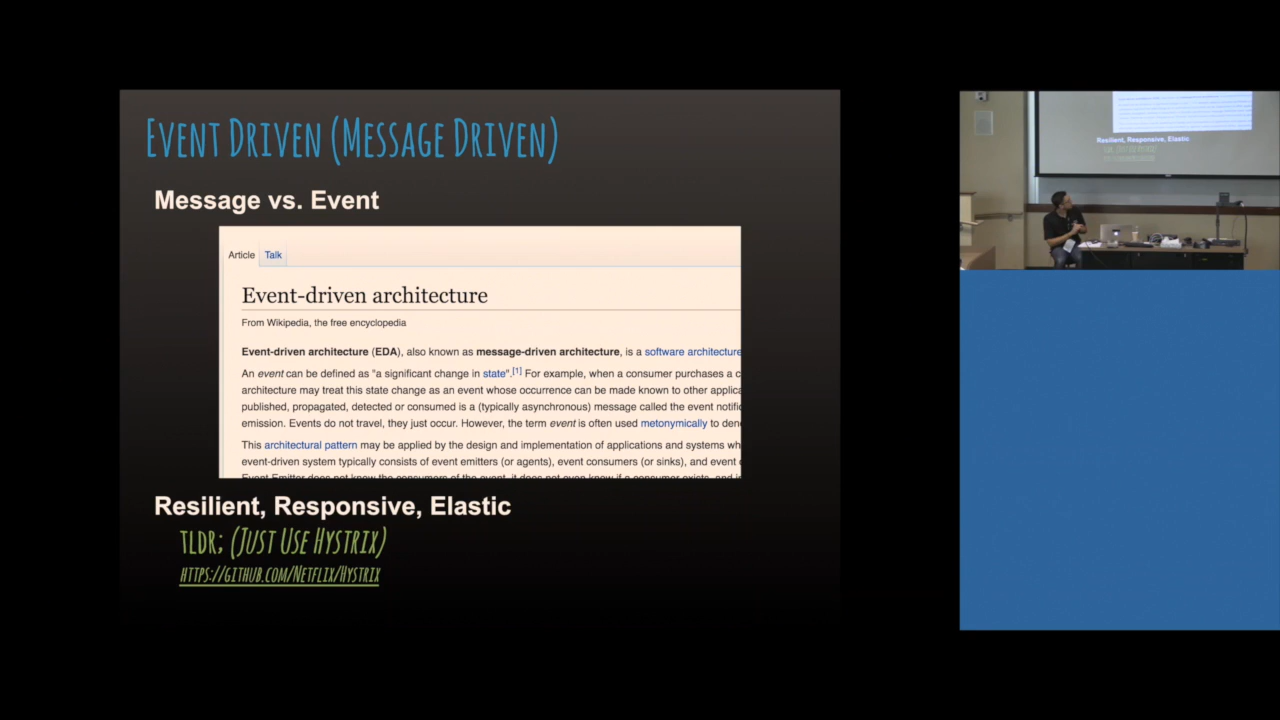 EVENT DRIVEN (MESSAGE DRIVEN)
Message vs. Event
Article Talk
Event-driven architecture
From Wikipedia, the free encyclopedia
Event-driven architecture (EDA), also known as message-driven architecture, is a software architecture
An event can be defined as "a significant change in state".[1] For example, when a consumer purchases a c
architecture may treat this state change as an event whose occurrence can be made known to other applica
published, propagated, detected or consumed is a (typically asynchronous) message called the event notific
emission. Events do not travel, they just occur. However, the term event is often used metonymically to den
This architectural pattern may be applied by the design and implementation of applications and systems wh
event-driven system typically consists of event emitters (or agents), event consumers (or sinks), and event
Event Emitter does not know the consumers of the event, it does not even know if a consumer exists, and
Resilient, Responsive, Elastic
TLDR; (JUST USE HYSTRIX)
HTTPS://GITHUB.COM/NETFLIX/HYSTRIX
Resilient, Responsive, Elastic